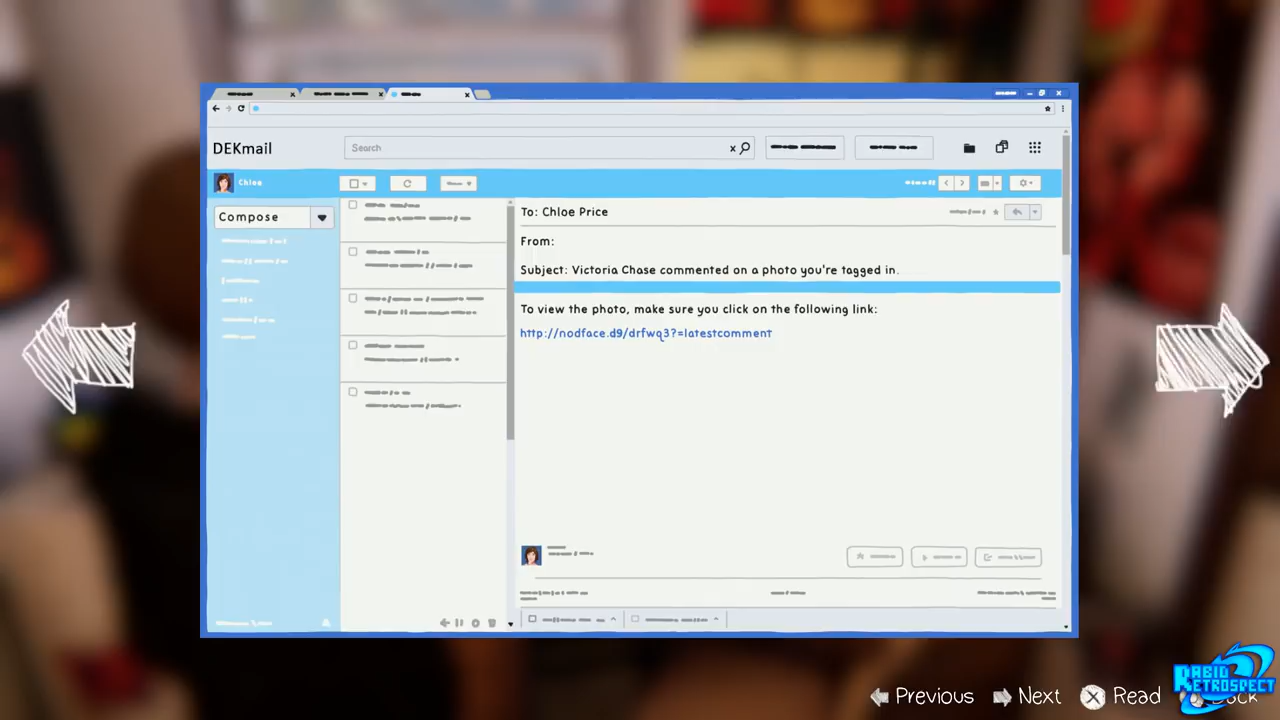 DEKmail
Search
Chloe
Compose
To: Chloe Price
From:
Subject: Victoria Chase commented on a photo you're tagged in.
To view the photo, make sure you click on the following link:
http://nodface.d9/drfwq3?=latestcomment
Previous
Next
Read
RABID
RETROSPECT